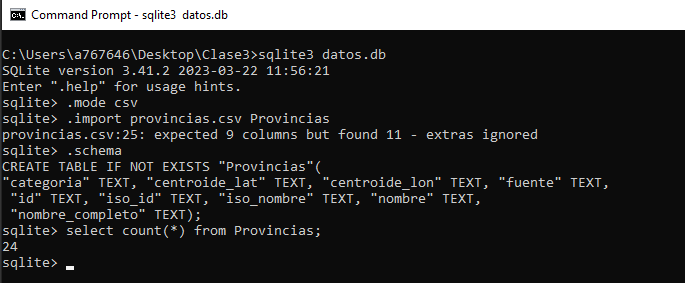 Command Prompt - sqlite3 datos.db
C:\Users\a767646\Desktop\Clase3>sqlite3 datos.db
SQLite version 3.41.2 2023-03-22 11:56:21
Enter ".help" for usage hints.
sqlite> .mode csv
sqlite> .import provincias.csv Provincias
provincias.csv:25: expected 9 columns but found 11 - extras ignored
sqlite> .schema
CREATE TABLE IF NOT EXISTS "Provincias"(
"categoria" TEXT, "centroide_lat" TEXT, "centroide_lon" TEXT, "fuente" TEXT,
 "id" TEXT, "iso_id" TEXT, "iso_nombre" TEXT, "nombre" TEXT,
 "nombre_completo" TEXT);
sqlite> select count(*) from Provincias;
24
sqlite>